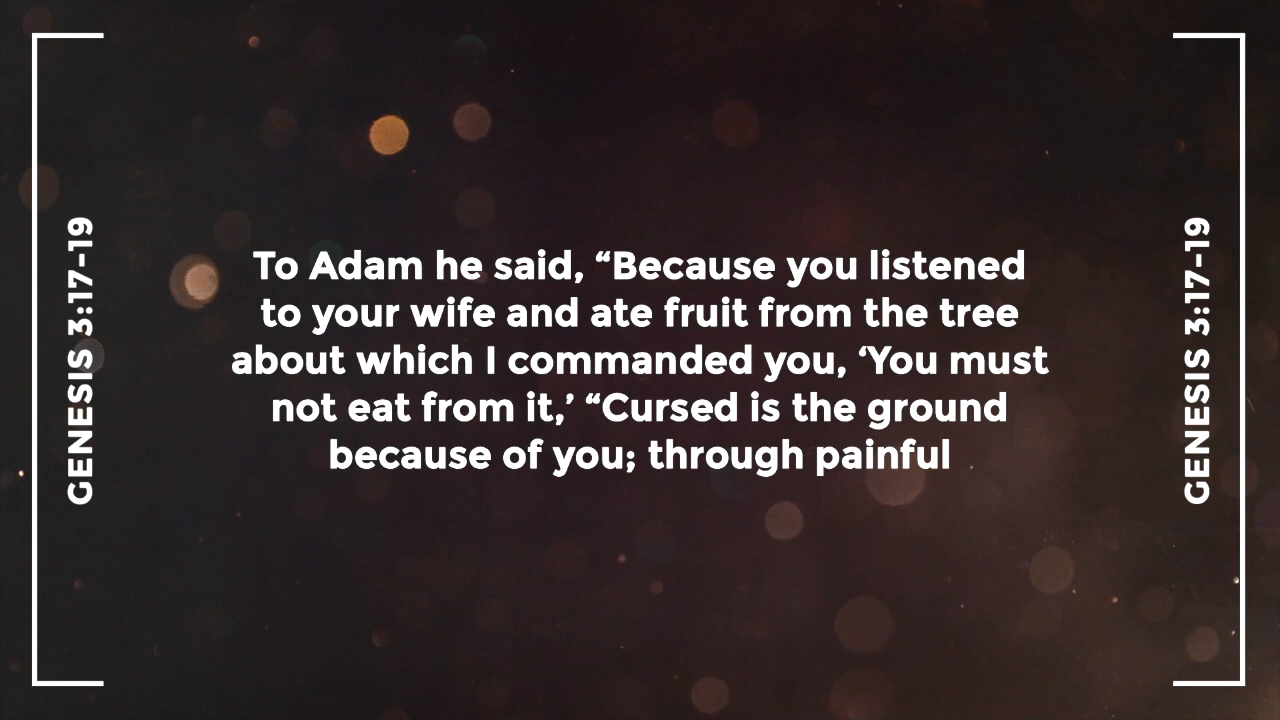 GENESIS 3:17-19
To Adam he said, “Because you listened
to your wife and ate fruit from the tree
about which I commanded you, ‘You must
not eat from it,’ “Cursed is the ground
because of you; through painful
GENESIS 3:17-19